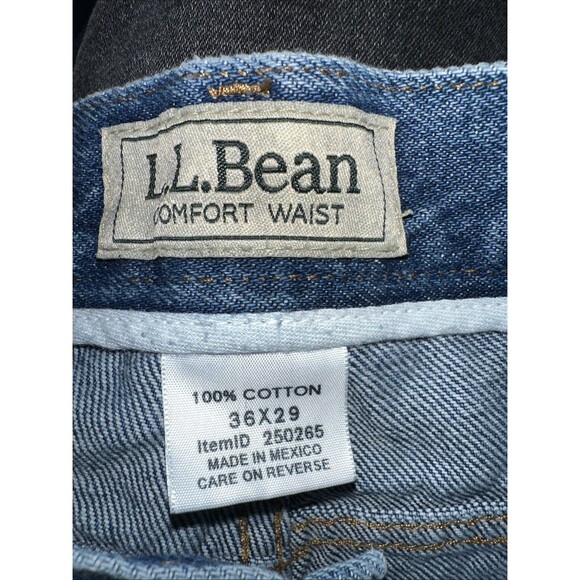 L.L.Bean
COMFORT WAIST
100% COTTON
36X29
ItemID 250265
MADE IN MEXICO
CARE ON REVERSE